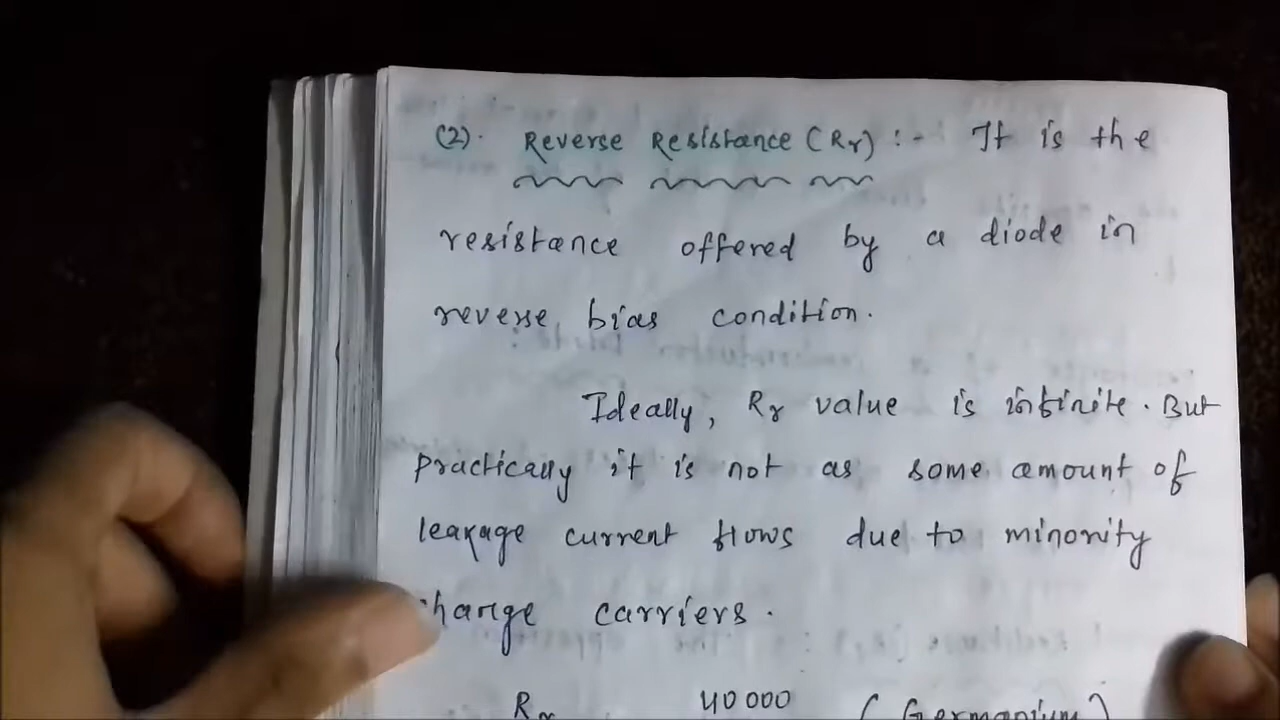 (2). Reverse Resistance (Rr) :- It is the
resistance offered by a diode in
reverse bias condition.
Ideally, Rr value is infinite. But
practically it is not as some amount of
leakage current flows due to minority
charge carriers.
Rr 40000 (Germanium)